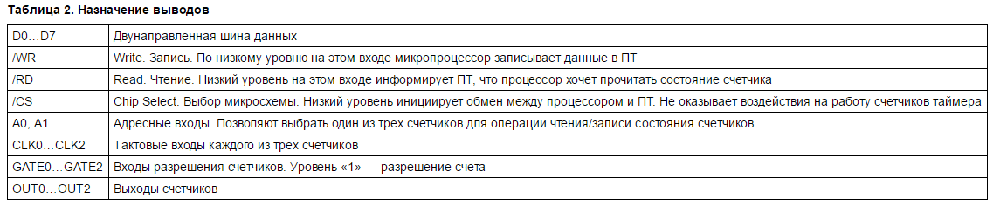 Таблица 2. Назначение выводов
D0…D7 Двунаправленная шина данных
/WR Write. Запись. По низкому уровню на этом входе микропроцессор записывает данные в ПТ
/RD Read. Чтение. Низкий уровень на этом входе информирует ПТ, что процессор хочет прочитать состояние счетчика
/CS Chip Select. Выбор микросхемы. Низкий уровень инициирует обмен между процессором и ПТ. Не оказывает воздействия на работу счетчиков таймера
A0, A1 Адресные входы. Позволяют выбрать один из трех счетчиков для операции чтения/записи состояния счетчиков
CLK0…CLK2 Тактовые входы каждого из трех счетчиков
GATE0…GATE2 Входы разрешения счетчиков. Уровень «1» — разрешение счета
OUT0…OUT2 Выходы счетчиков